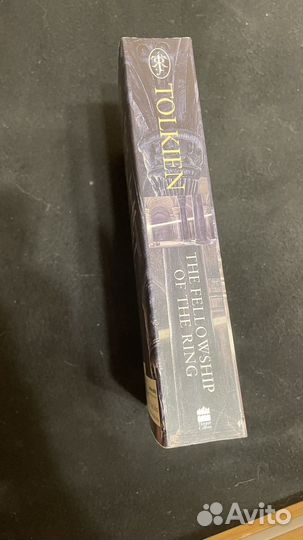 TOLKIEN
THE FELLOWSHIP
OF THE RING
Avito